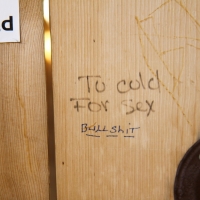 d
To cold
For sex
BULLSHIT